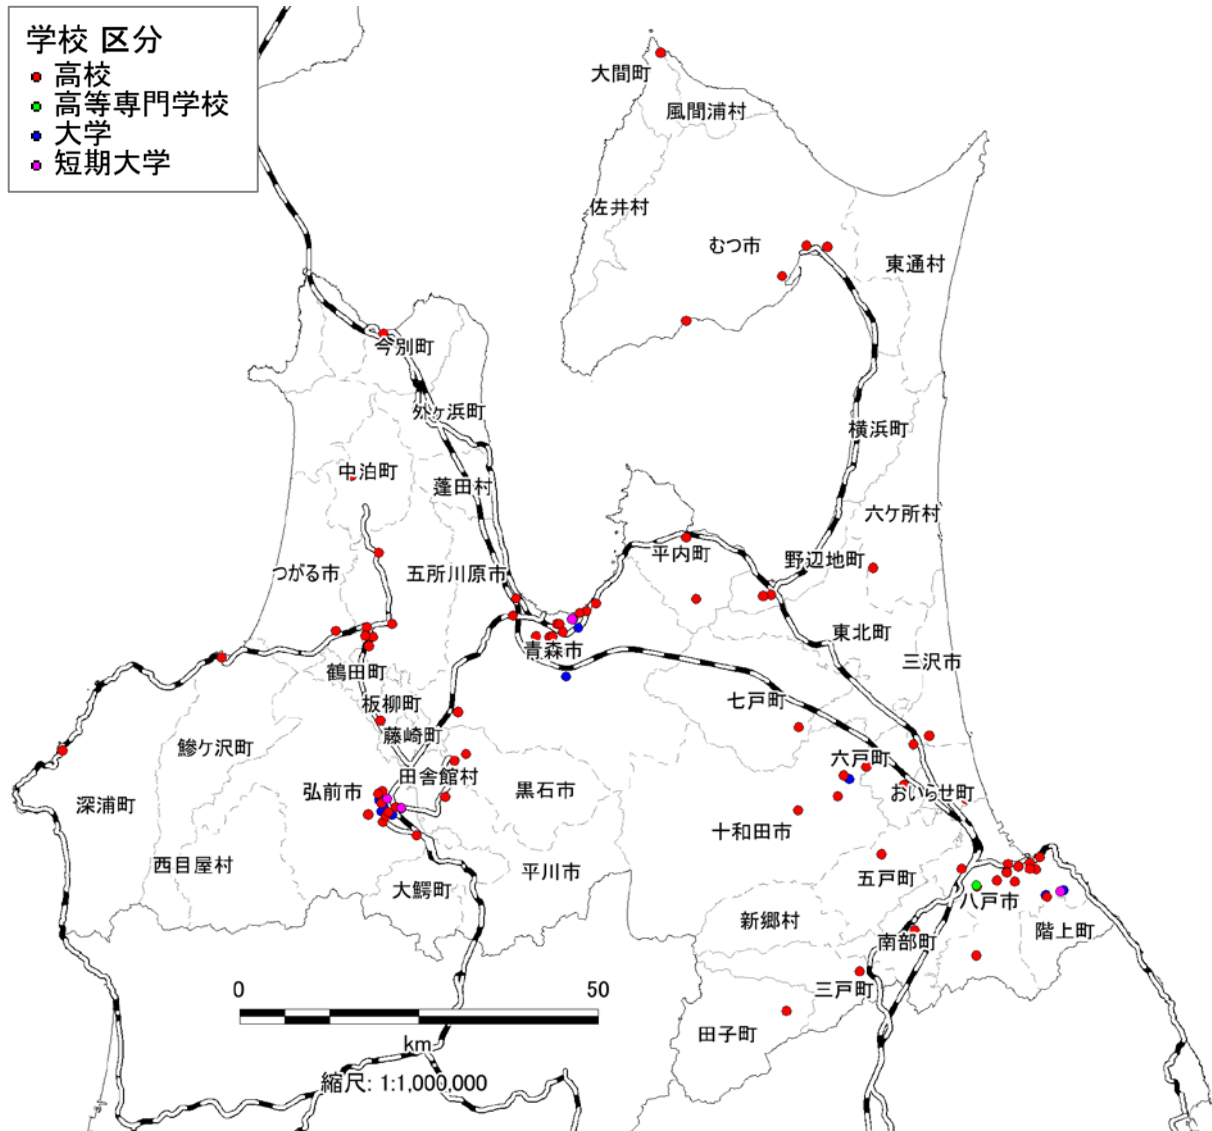 学校 区分
高校
高等専門学校
大学
短期大学
大間町
風間浦村
佐井村
むつ市
東通村
今別町
外ヶ浜町
横浜町
中泊町
蓬田村
六ケ所村
平内町
野辺地町
つがる市
五所川原市
東北町
青森市
三沢市
鶴田町
七戸町
板柳町
藤崎町
鰺ケ沢町
六戸町
田舎館村
弘前市
黒石市
おいらせ町
深浦町
十和田市
西目屋村
平川市
五戸町
大鰐町
八戸市
新郷村
階上町
南部町
三戸町
0 50
田子町
km
縮尺: 1:1,000,000